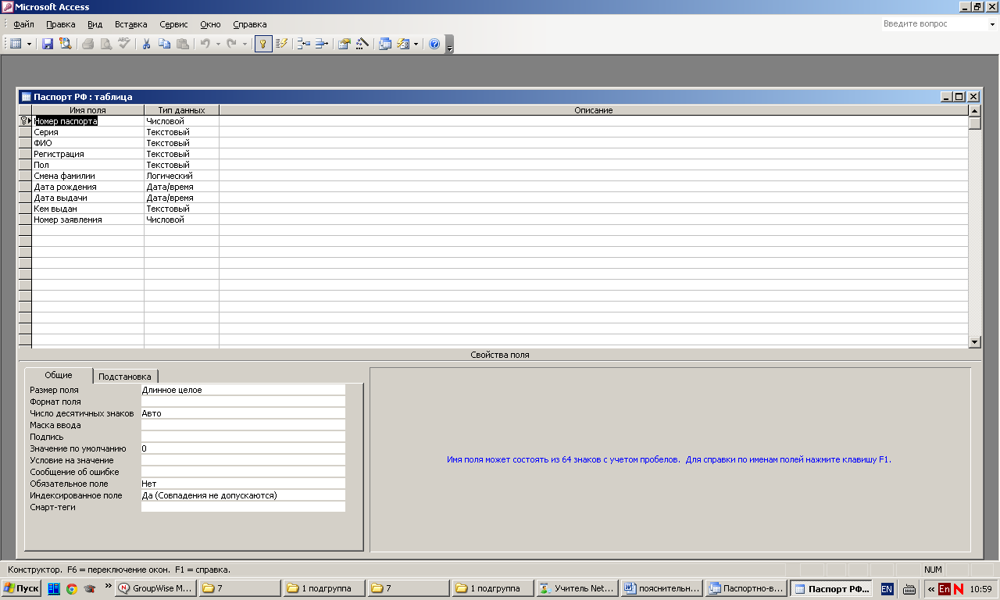 Microsoft Access
Файл Правка Вид Вставка Сервис Окно Справка
Введите вопрос
Паспорт РФ : таблица
Имя поля Тип данных Описание
Номер паспорта Числовой
Серия Текстовый
ФИО Текстовый
Регистрация Текстовый
Пол Текстовый
Смена фамилии Логический
Дата рождения Дата/время
Дата выдачи Дата/время
Кем выдан Текстовый
Номер заявления Числовой
Свойства поля
Общие Подстановка
Размер поля Длинное целое
Формат поля
Число десятичных знаков Авто
Маска ввода
Подпись
Значение по умолчанию 0
Условие на значение
Сообщение об ошибке
Обязательное поле Нет
Индексированное поле Да (Совпадения не допускаются)
Смарт-теги
Имя поля может состоять из 64 знаков с учетом пробелов. Для справки по именам полей нажмите клавишу F1.
Конструктор. F6 = переключение окон. F1 = справка.
NUM
Пуск » GroupWise M... 7 1 подгруппа 7 1 подгруппа Учитель Net... пояснительн... Паспортно-в... Паспорт РФ... EN « En N 10:59